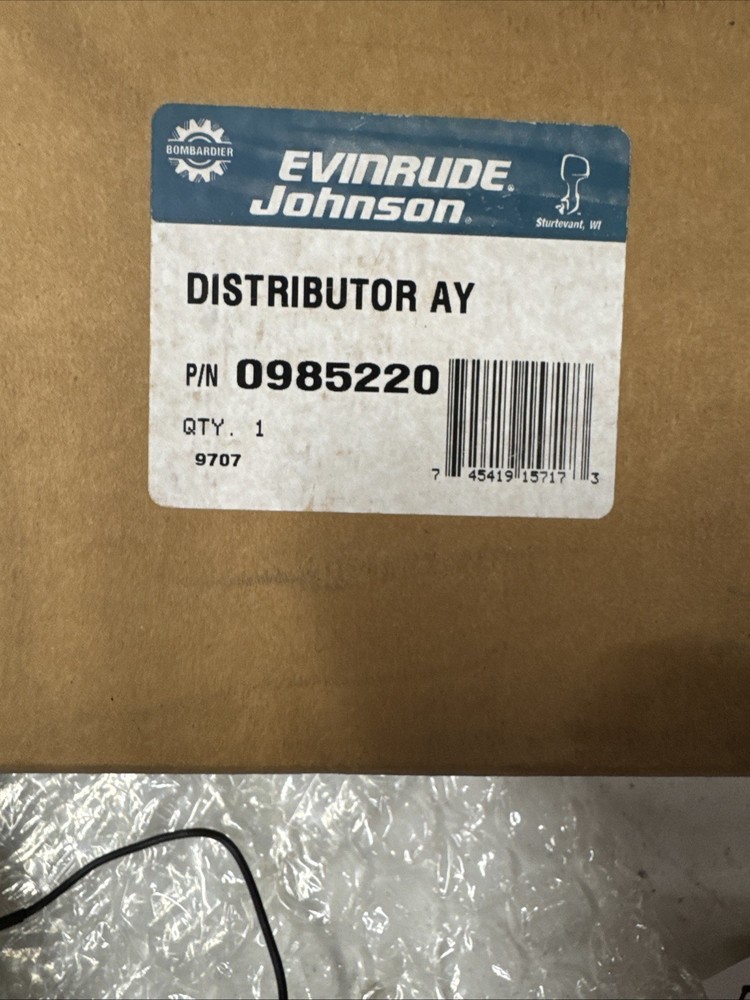 BOMBARDIER
EVINRUDE®
Johnson®
Sturtevant, WI
DISTRIBUTOR AY
P/N 0985220
QTY. 1
9707
7 45419 15717 3